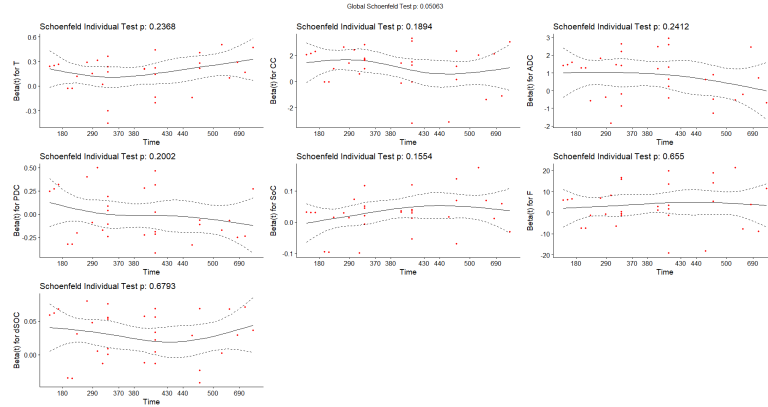 Global Schoenfeld Test p: 0.05063
Schoenfeld Individual Test p: 0.2368
Beta(t) for T
0.6
0.3
0.0
-0.3
180 290 370 380 430 440 500 690
Time
Schoenfeld Individual Test p: 0.1894
Beta(t) for CC
2
0
-2
180 290 370 380 430 440 500 690
Time
Schoenfeld Individual Test p: 0.2412
Beta(t) for ADC
3
2
1
0
-1
-2
180 290 370 380 430 440 500 690
Time
Schoenfeld Individual Test p: 0.2002
Beta(t) for PDC
0.50
0.25
0.00
-0.25
180 290 370 380 430 440 500 690
Time
Schoenfeld Individual Test p: 0.1554
Beta(t) for SoC
0.1
0.0
-0.1
180 290 370 380 430 440 500 690
Time
Schoenfeld Individual Test p: 0.655
Beta(t) for F
20
10
0
-10
-20
180 290 370 380 430 440 500 690
Time
Schoenfeld Individual Test p: 0.6793
Beta(t) for dSOC
0.05
0.00
180 290 370 380 430 440 500 690
Time